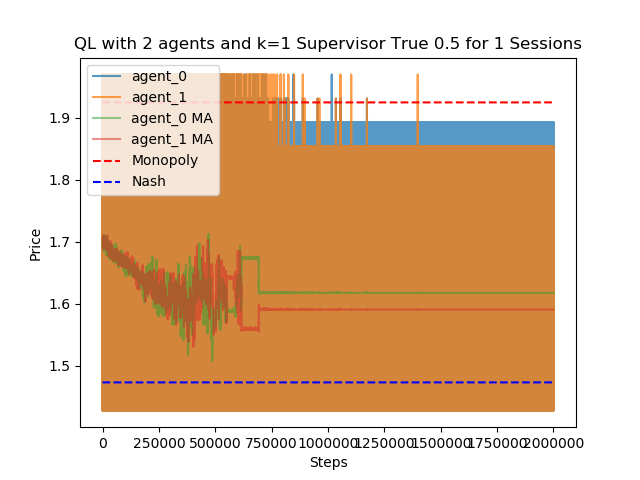 QL with 2 agents and k=1 Supervisor True 0.5 for 1 Sessions
agent_0
agent_1
agent_0 MA
agent_1 MA
Monopoly
Nash
Price
1.9
1.8
1.7
1.6
1.5
0 250000 500000 750000 1000000 1250000 1500000 1750000 2000000
Steps